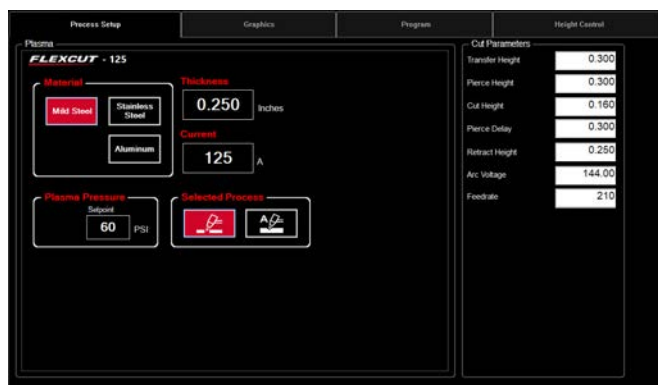 Process Setup
Graphics
Program
Height Control
Plasma
FLEXCUT - 125
Material
Mild Steel
Stainless
Steel
Aluminum
Thickness
0.250 Inches
Current
125 A
Plasma Pressure
Setpoint
60 PSI
Selected Process
A
Cut Parameters
Transfer Height 0.300
Pierce Height 0.300
Cut Height 0.160
Pierce Delay 0.300
Retract Height 0.250
Arc Voltage 144.00
Feedrate 210